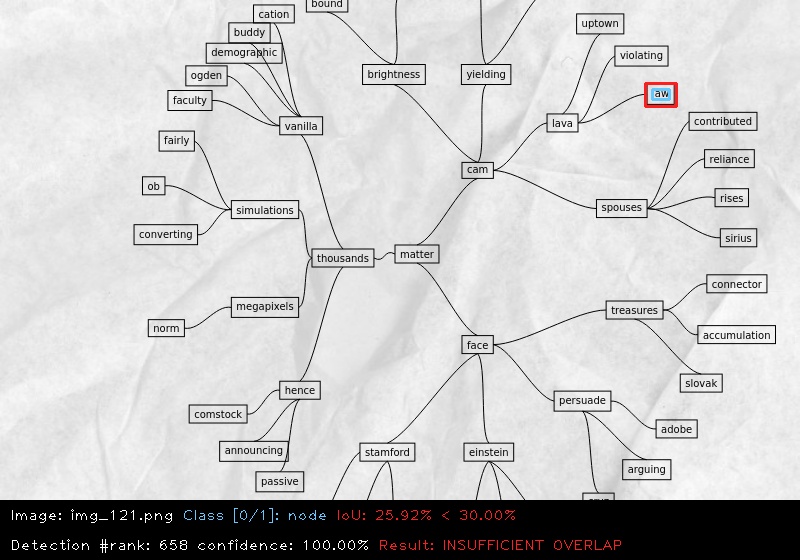 bound
cation
uptown
buddy
demographic
violating
ogden
brightness
yielding
faculty
aw
vanilla
lava
contributed
fairly
reliance
cam
ob
rises
simulations
spouses
converting
sirius
thousands
matter
connector
megapixels
treasures
norm
accumulation
face
slovak
hence
persuade
comstock
adobe
announcing
stamford
einstein
arguing
passive
Image: img_121.png Class [0/1]: node IoU: 25.92% < 30.00%
Detection #rank: 658 confidence: 100.00% Result: INSUFFICIENT OVERLAP